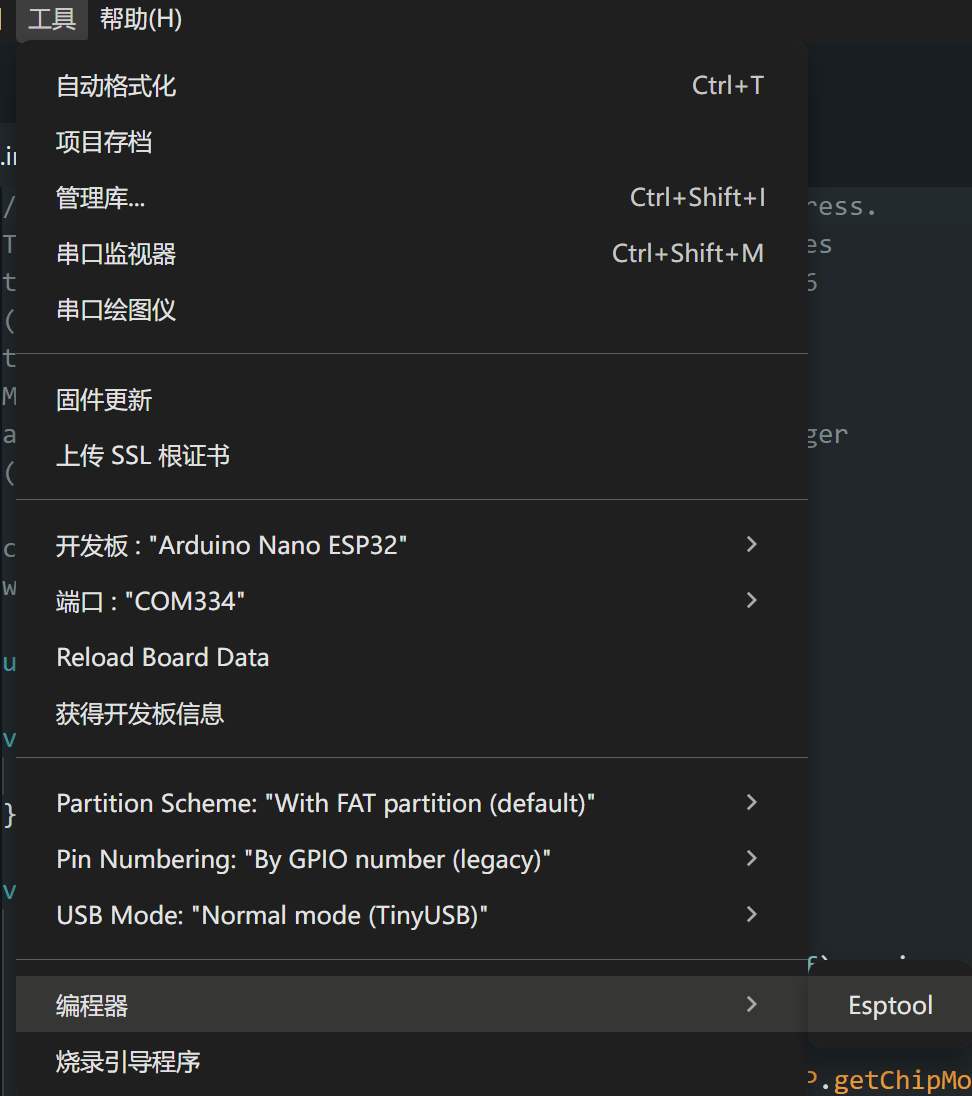 工具 帮助(H)
自动格式化 Ctrl+T
项目存档
管理库... Ctrl+Shift+I
串口监视器 Ctrl+Shift+M
串口绘图仪
固件更新
上传 SSL 根证书
开发板 : "Arduino Nano ESP32"
端口 : "COM334"
Reload Board Data
获得开发板信息
Partition Scheme: "With FAT partition (default)"
Pin Numbering: "By GPIO number (legacy)"
USB Mode: "Normal mode (TinyUSB)"
编程器 Esptool
烧录引导程序
.getChipMo